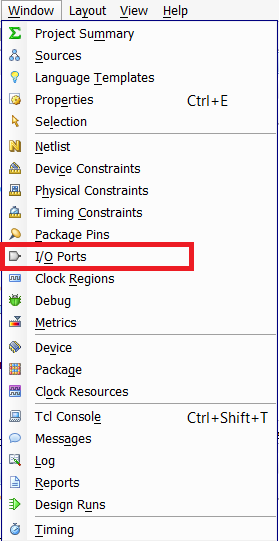 Window Layout View Help
Project Summary
Sources
Language Templates
Properties Ctrl+E
Selection
Netlist
Device Constraints
Physical Constraints
Timing Constraints
Package Pins
I/O Ports
Clock Regions
Debug
Metrics
Device
Package
Clock Resources
Tcl Console Ctrl+Shift+T
Messages
Log
Reports
Design Runs
Timing